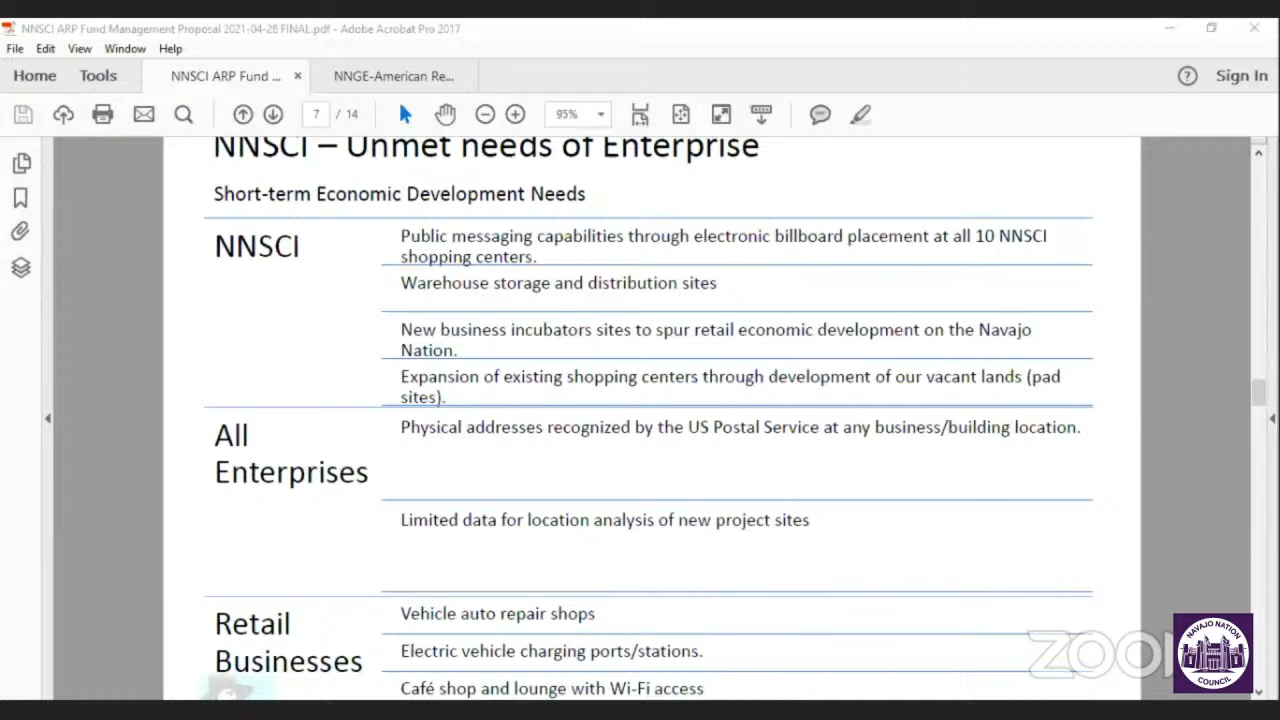 NNSCI ARP Fund Management Proposal 2021-04-28 FINAL.pdf - Adobe Acrobat Pro 2017
File Edit View Window Help
Home Tools NNSCI ARP Fund ... × NNGE-American Re... ? Sign In
7 / 14 95%
NNSCI – Unmet needs of Enterprise
Short-term Economic Development Needs
NNSCI
Public messaging capabilities through electronic billboard placement at all 10 NNSCI
shopping centers.
Warehouse storage and distribution sites
New business incubators sites to spur retail economic development on the Navajo
Nation.
Expansion of existing shopping centers through development of our vacant lands (pad
sites).
All
Enterprises
Physical addresses recognized by the US Postal Service at any business/building location.
Limited data for location analysis of new project sites
Retail
Businesses
Vehicle auto repair shops
Electric vehicle charging ports/stations.
Café shop and lounge with Wi-Fi access
ZOOM
NAVAJO NATION
COUNCIL